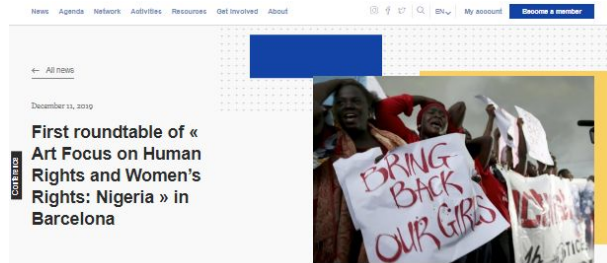 News Agenda Network Activities Resources Get Involved About EN My account Become a member
← All news
December 11, 2019
Conference
First roundtable of «
Art Focus on Human
Rights and Women's
Rights: Nigeria » in
Barcelona
BRING
BACK
OUR GIRLS